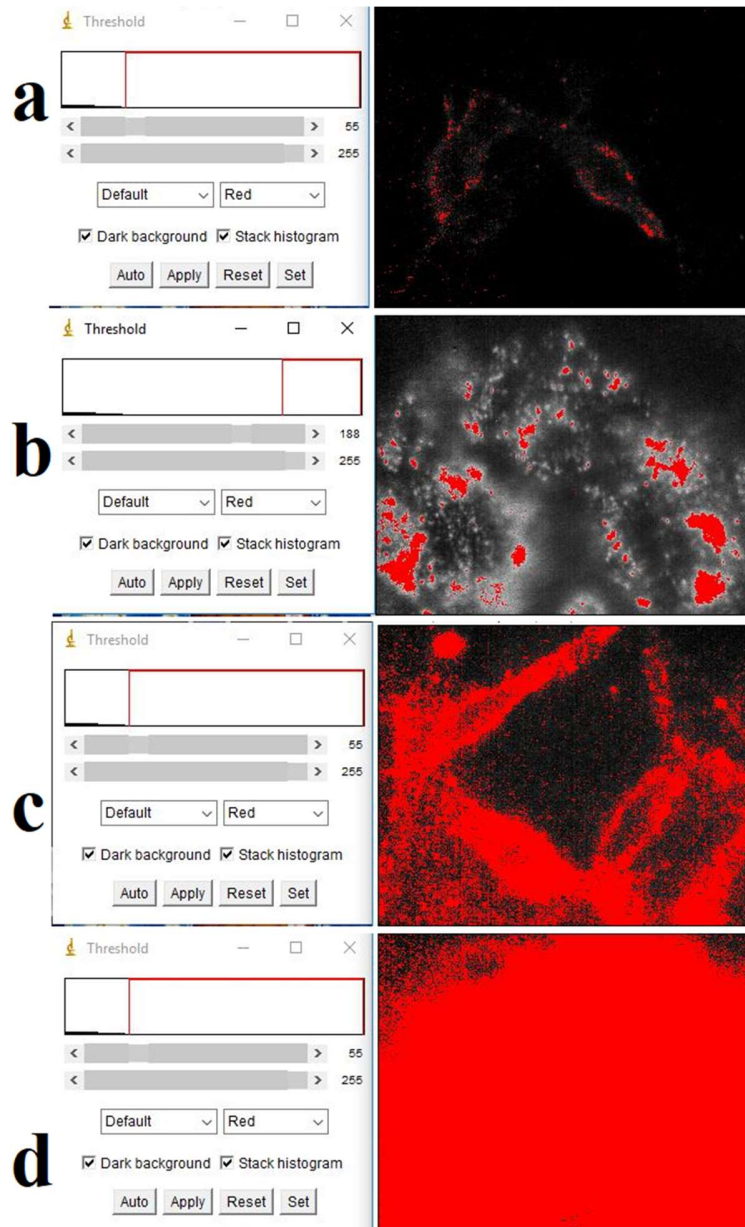 a
Threshold
55
255
Default Red
Dark background Stack histogram
Auto Apply Reset Set
b
Threshold
188
255
Default Red
Dark background Stack histogram
Auto Apply Reset Set
c
Threshold
55
255
Default Red
Dark background Stack histogram
Auto Apply Reset Set
d
Threshold
55
255
Default Red
Dark background Stack histogram
Auto Apply Reset Set